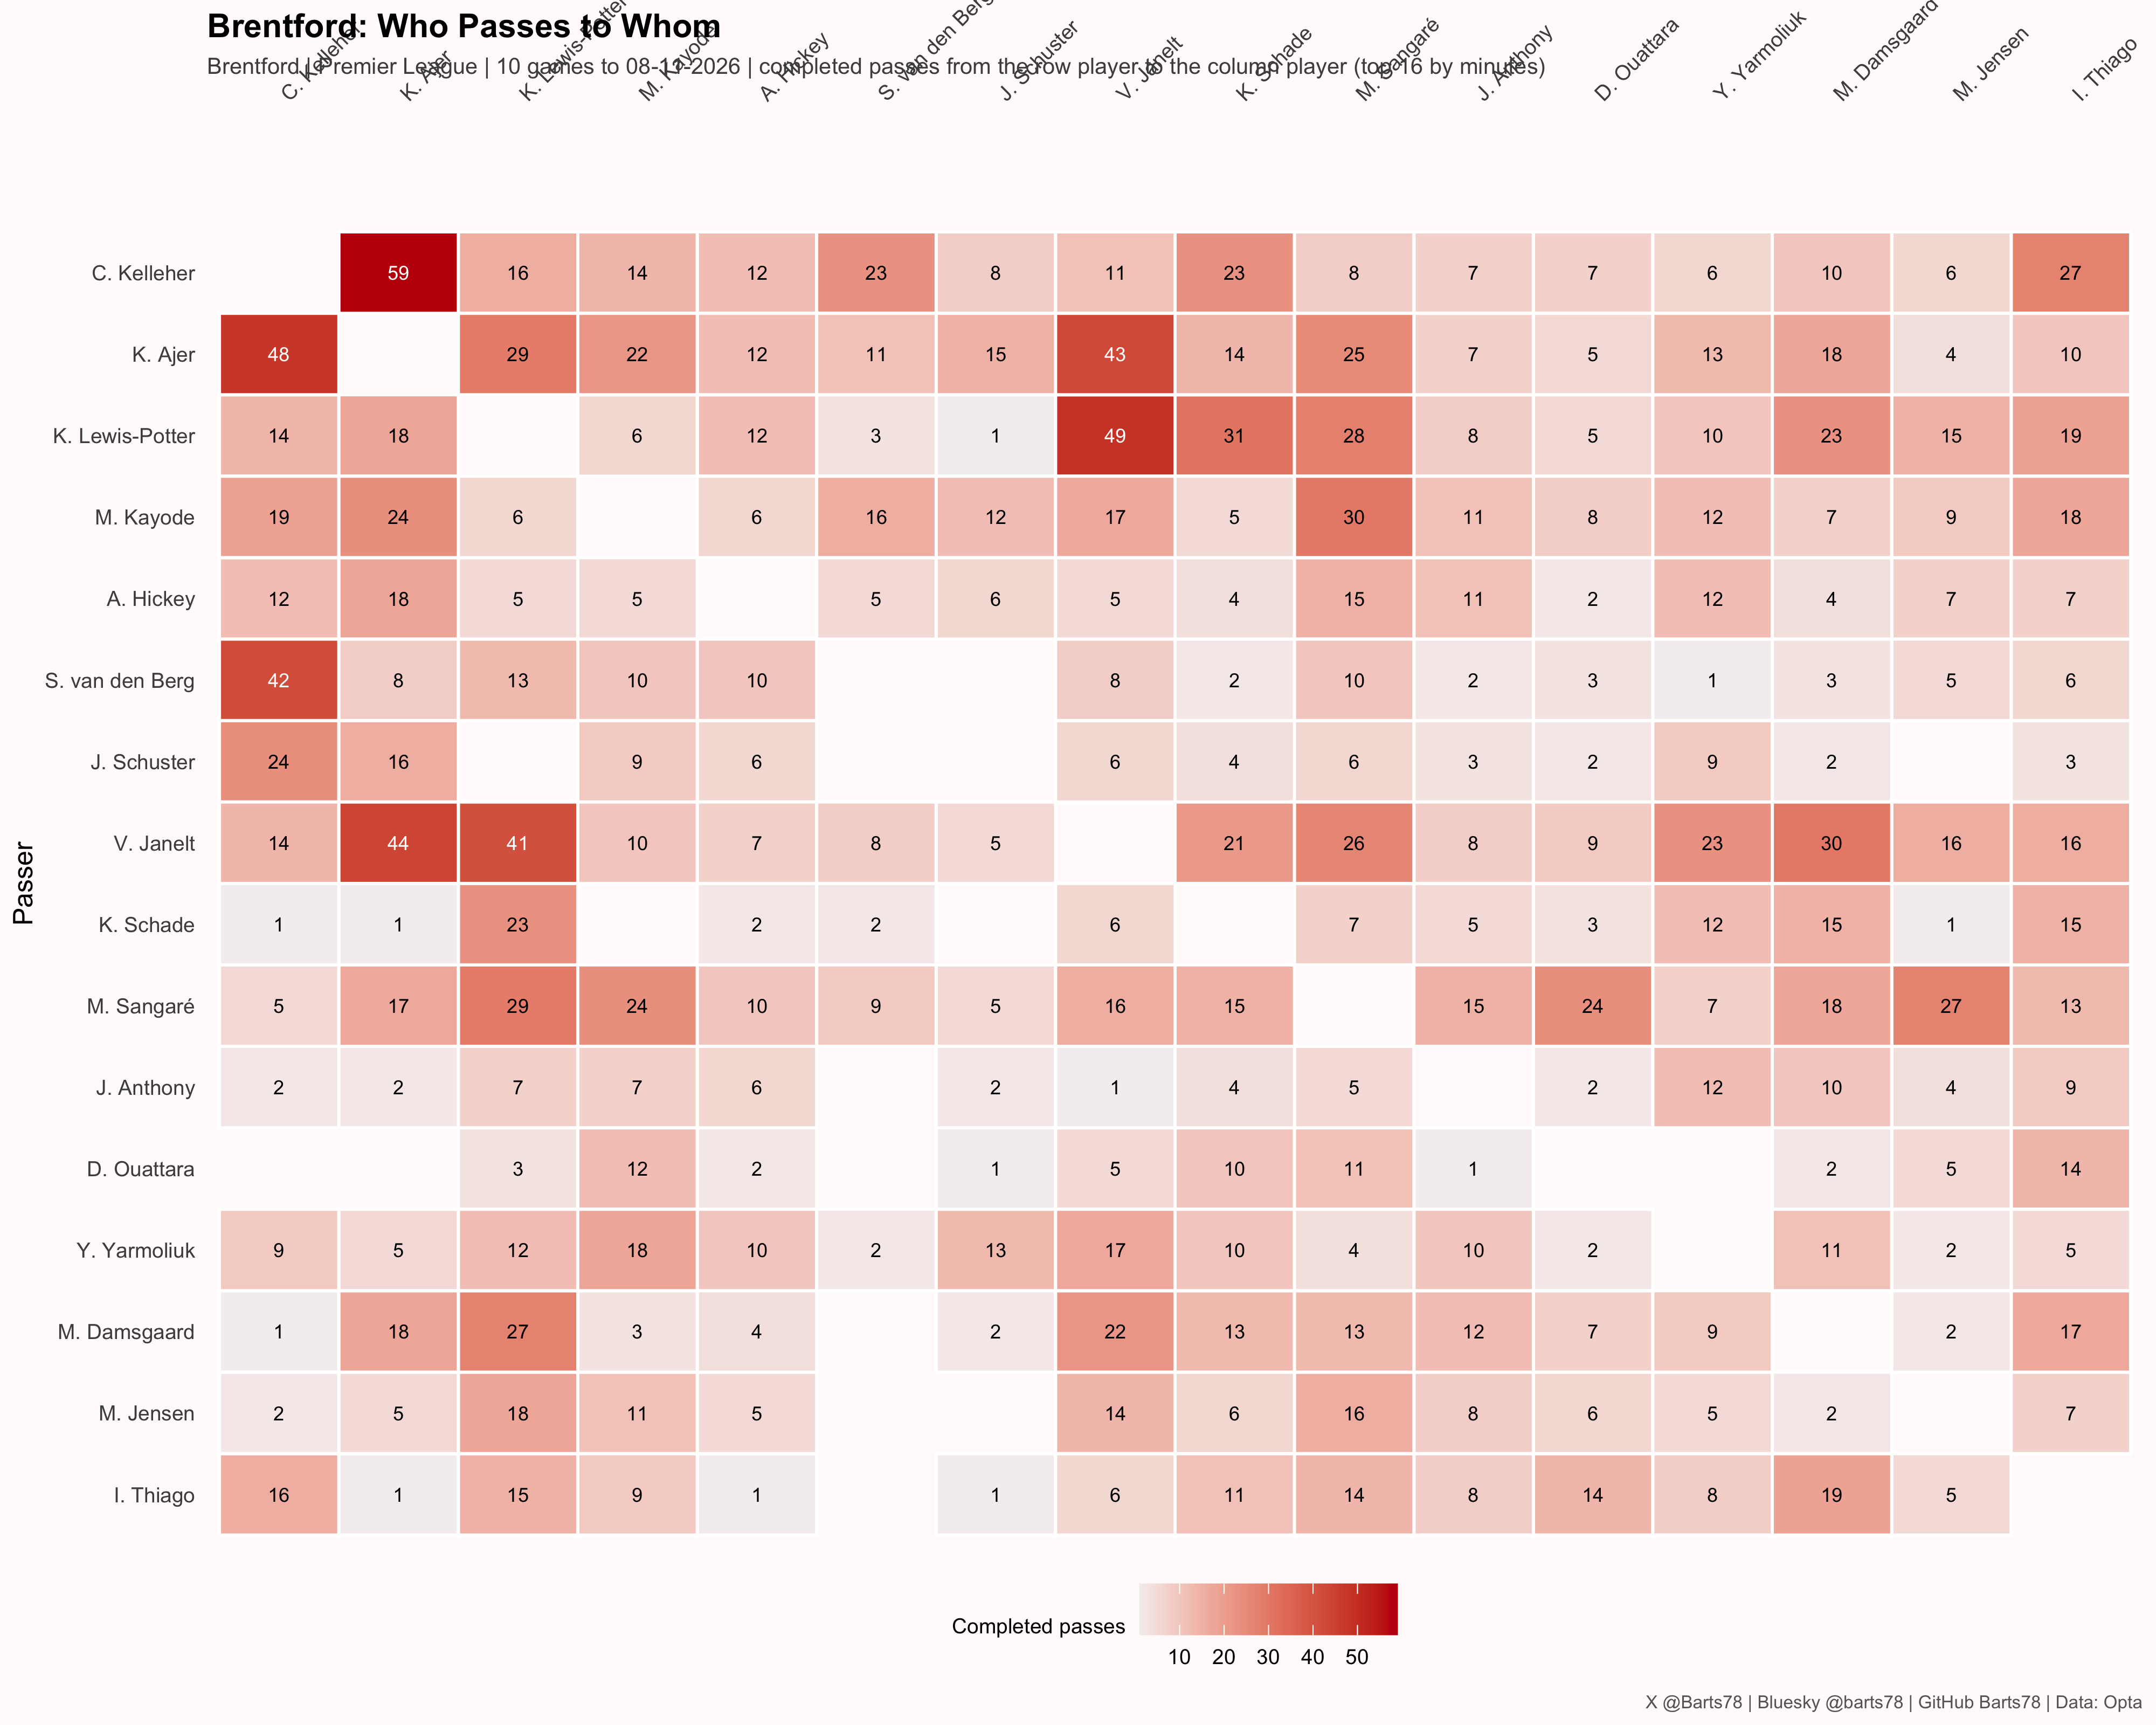 Brentford: Who Passes to Whom
Brentford | Premier League | 10 games to 08-11-2026 | completed passes from the row player to the column player (top 16 by minutes)
C. Kelleher K. Ajer K. Lewis-Potter M. Kayode A. Hickey S. van den Berg J. Schuster V. Janelt K. Schade M. Sangaré J. Anthony D. Ouattara Y. Yarmoliuk M. Damsgaard M. Jensen I. Thiago
C. Kelleher 59 16 14 12 23 8 11 23 8 7 7 6 10 6 27
K. Ajer 48 29 22 12 11 15 43 14 25 7 5 13 18 4 10
K. Lewis-Potter 14 18 6 12 3 1 49 31 28 8 5 10 23 15 19
M. Kayode 19 24 6 6 16 12 17 5 30 11 8 12 7 9 18
A. Hickey 12 18 5 5 5 6 5 4 15 11 2 12 4 7 7
S. van den Berg 42 8 13 10 10 8 2 10 2 3 1 3 5 6
J. Schuster 24 16 9 6 6 4 6 3 2 9 2 3
V. Janelt 14 44 41 10 7 8 5 21 26 8 9 23 30 16 16
K. Schade 1 1 23 2 2 6 7 5 3 12 15 1 15
M. Sangaré 5 17 29 24 10 9 5 16 15 15 24 7 18 27 13
J. Anthony 2 2 7 7 6 2 1 4 5 2 12 10 4 9
D. Ouattara 3 12 2 1 5 10 11 1 2 5 14
Y. Yarmoliuk 9 5 12 18 10 2 13 17 10 4 10 2 11 2 5
M. Damsgaard 1 18 27 3 4 2 22 13 13 12 7 9 2 17
M. Jensen 2 5 18 11 5 14 6 16 8 6 5 2 7
I. Thiago 16 1 15 9 1 1 6 11 14 8 14 8 19 5
Passer
Completed passes
10 20 30 40 50
X @Barts78 | Bluesky @barts78 | GitHub Barts78 | Data: Opta